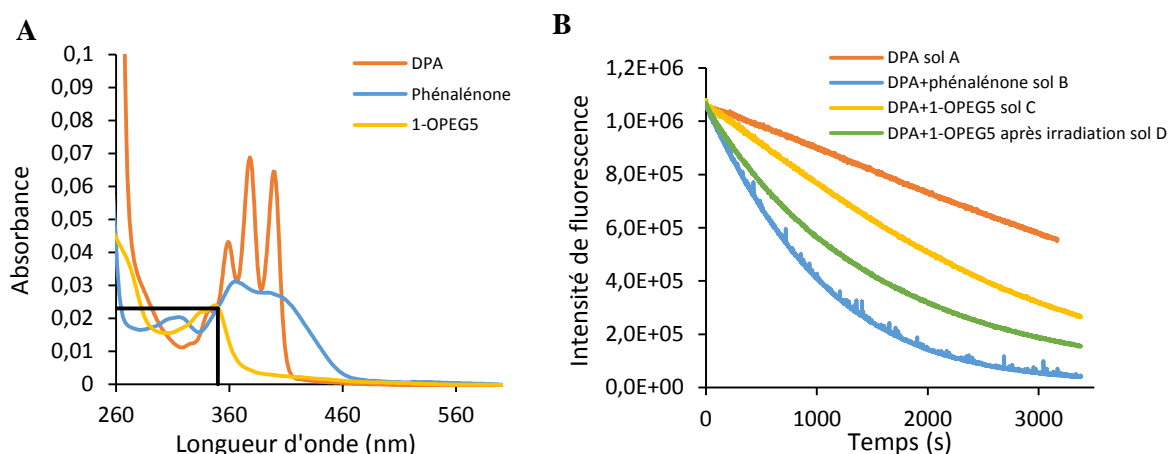 A
Absorbance
0,1
0,09
0,08
0,07
0,06
0,05
0,04
0,03
0,02
0,01
0
260
360
460
560
Longueur d'onde (nm)
DPA
Phénalénone
1-OPEG5
B
Intensité de fluorescence
1,2E+06
1,0E+06
8,0E+05
6,0E+05
4,0E+05
2,0E+05
0,0E+00
0
1000
2000
3000
Temps (s)
DPA sol A
DPA+phénalénone sol B
DPA+1-OPEG5 sol C
DPA+1-OPEG5 après irradiation sol D